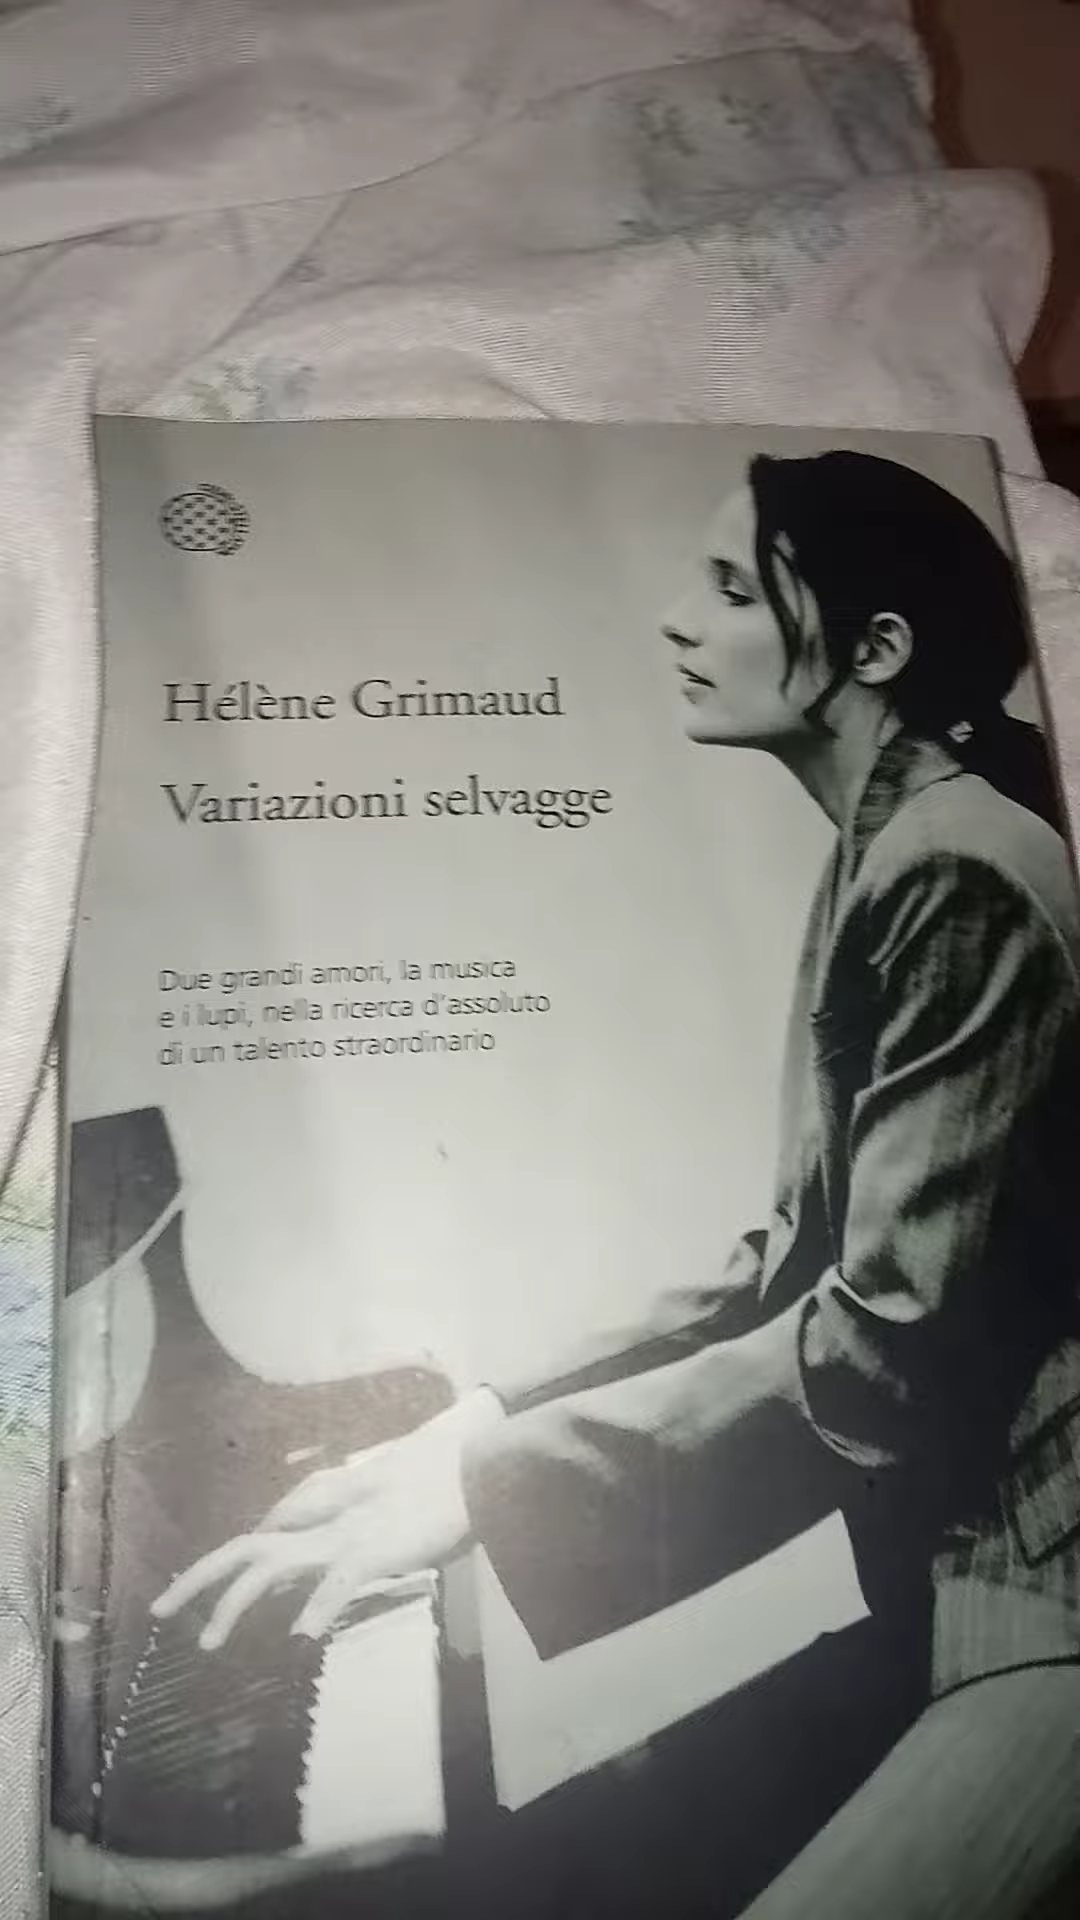 Hélène Grimaud
Variazioni selvagge
Due grandi amori, la musica
e i lupi, nella ricerca d'assoluto
di un talento straordinario